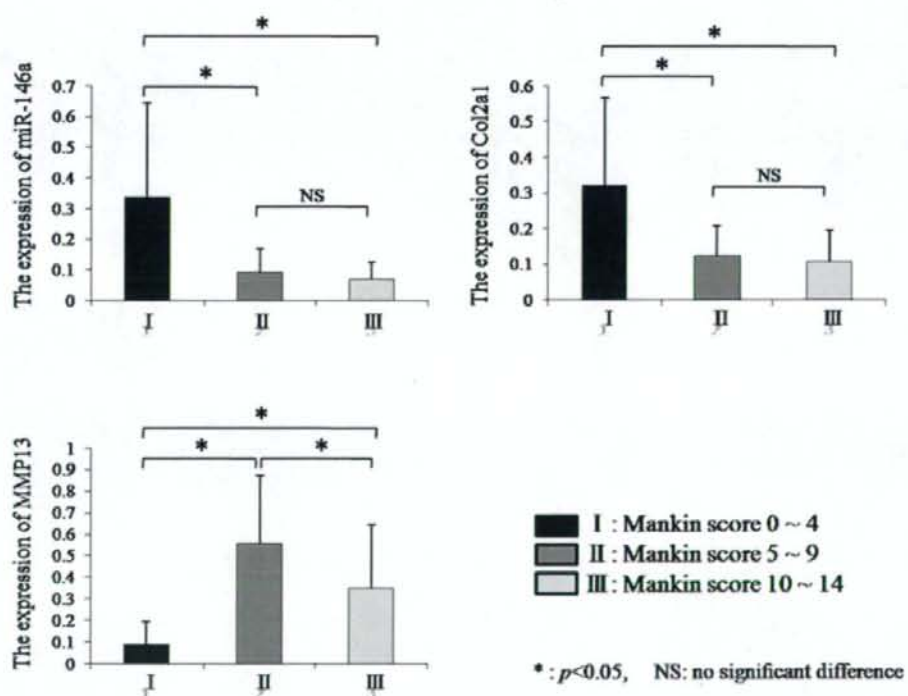 *
*
NS
The expression of miR-146a
0.7
0.6
0.5
0.4
0.3
0.2
0.1
0
I II III
*
*
NS
The expression of Col2a1
0.6
0.5
0.4
0.3
0.2
0.1
0
I II III
*
* *
The expression of MMP13
1
0.9
0.8
0.7
0.6
0.5
0.4
0.3
0.2
0.1
0
I II III
I : Mankin score 0 ~ 4
II : Mankin score 5 ~ 9
III : Mankin score 10 ~ 14
* : p<0.05, NS: no significant difference